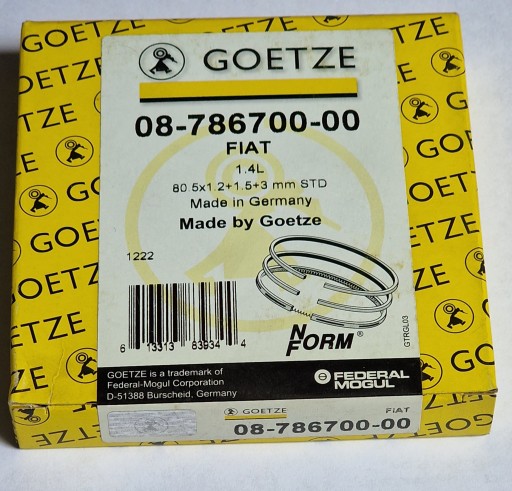 GOETZE
08-786700-00
FIAT
1.4L
80.5x1.2+1.5+3 mm STD
Made in Germany
Made by Goetze
1222
6 13313 83934 4
NFORM®
GTRGL03
GOETZE is a trademark of
Federal-Mogul Corporation
D-51388 Burscheid, Germany
FEDERAL
MOGUL
GOETZE
FIAT
08-786700-00